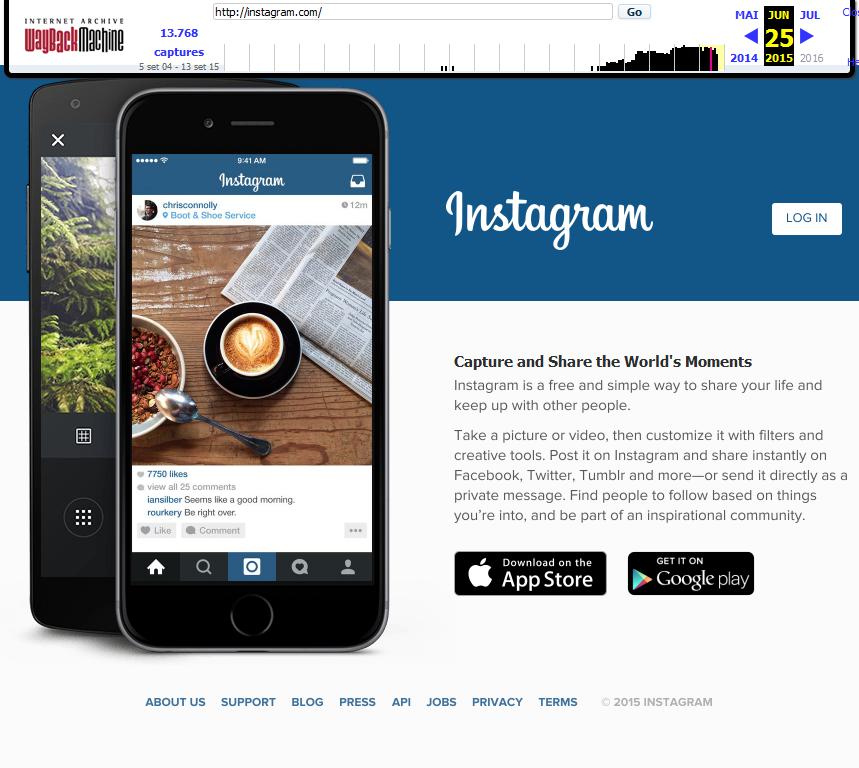 INTERNET ARCHIVE
WayBackMachine
http://instagram.com/
Go
13.768
captures
5 set 04 - 13 set 15
MAI JUN JUL
25
2014 2015 2016
9:41 AM
Instagram
chrisconnolly
Boot & Shoe Service
12m
7750 likes
view all 25 comments
iansilber Seems like a good morning.
rourkery Be right over.
Like Comment
Instagram
LOG IN
Capture and Share the World's Moments
Instagram is a free and simple way to share your life and
keep up with other people.
Take a picture or video, then customize it with filters and
creative tools. Post it on Instagram and share instantly on
Facebook, Twitter, Tumblr and more—or send it directly as a
private message. Find people to follow based on things
you're into, and be part of an inspirational community.
Download on the
App Store
GET IT ON
Google play
ABOUT US SUPPORT BLOG PRESS API JOBS PRIVACY TERMS © 2015 INSTAGRAM